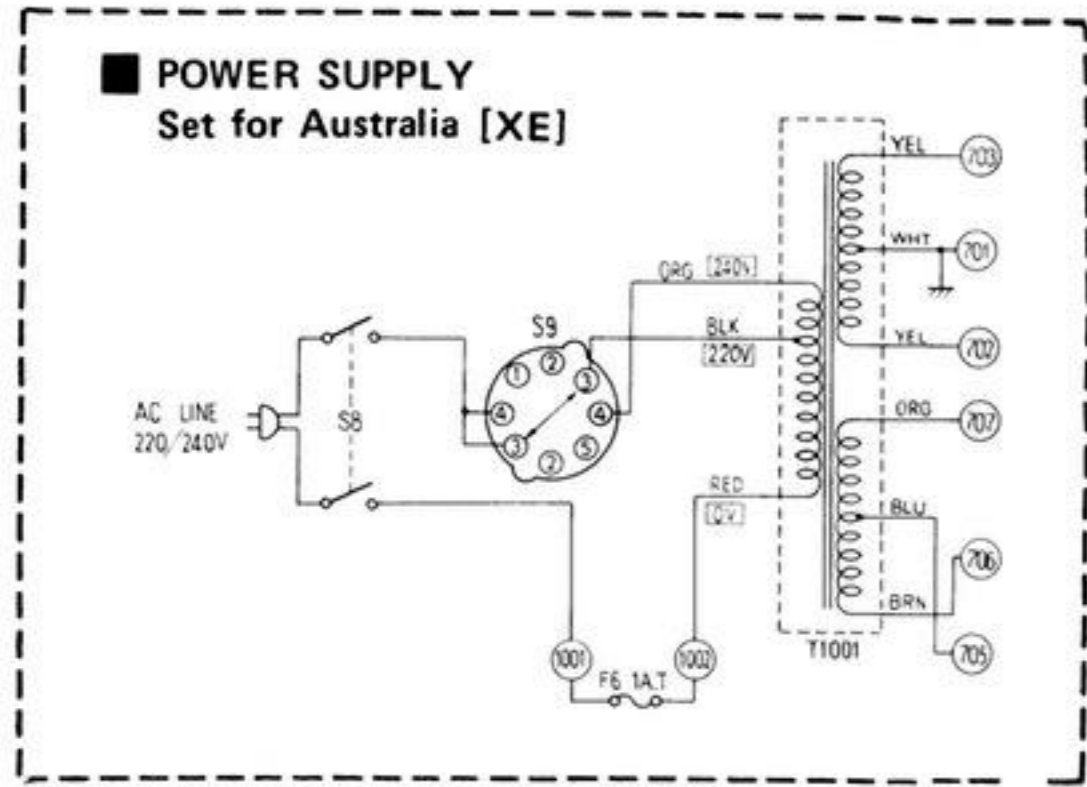 POWER SUPPLY
Set for Australia [XE]
YEL 703
WHT 701
ORG [240V]
S9
BLK
[220V]
YEL 702
1 2 3
4 4
3 2 5
AC LINE
220/240V
S8
ORG 707
RED
[0V]
BLU
706
BRN
T1001
705
1001 1002
F6 1A.T